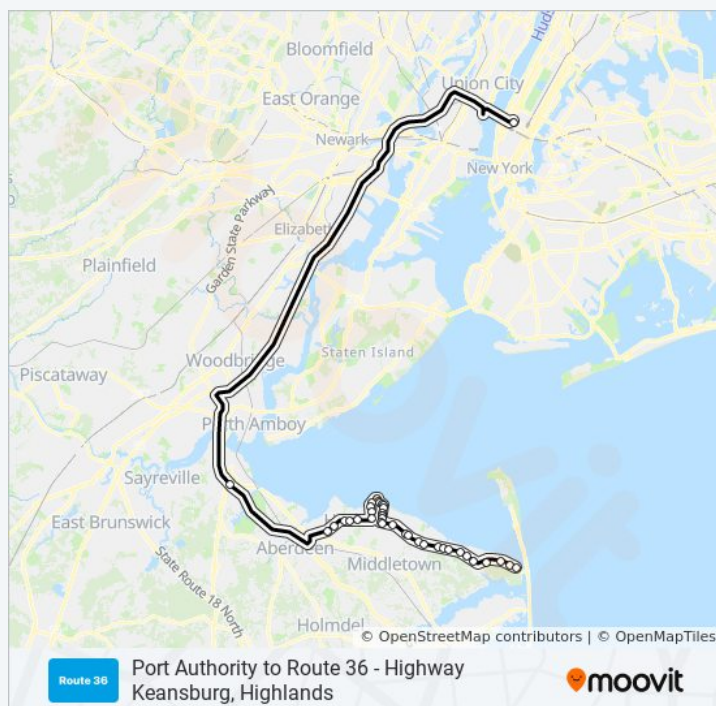 Bloomfield
Hud
Union City
East Orange
Newark
New York
Garden State Parkway
Elizabeth
Plainfield
Staten Island
Woodbridge
Piscataway
Perth Amboy
Sayreville
East Brunswick
Aberdeen
Middletown
State Route 18 North
Holmdel
© OpenStreetMap contributors | © OpenMapTiles
Route 36
Port Authority to Route 36 - Highway
Keansburg, Highlands
moovit